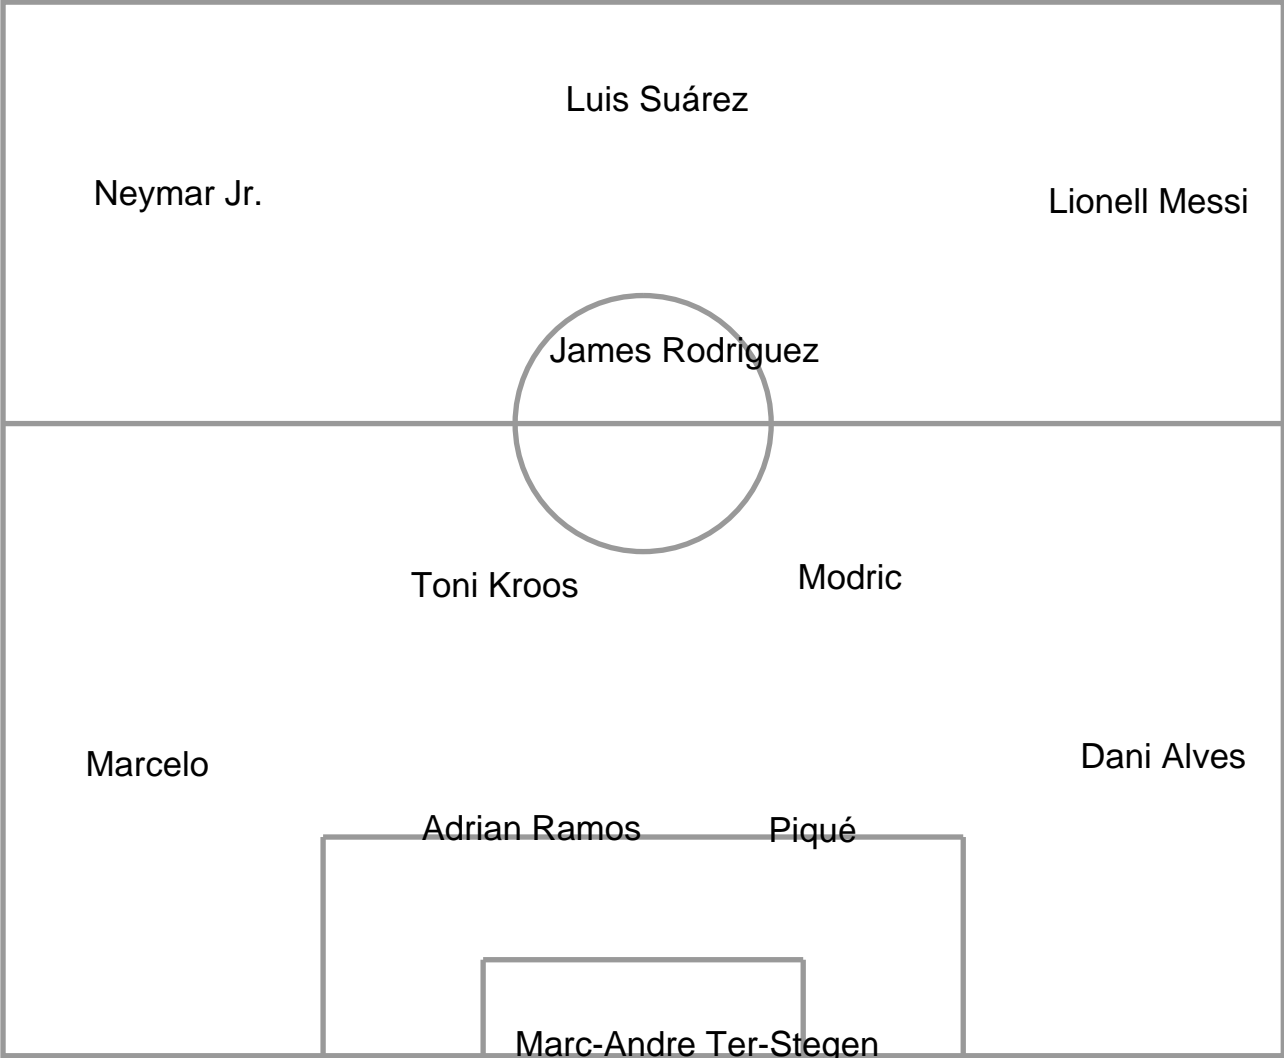 Luis Suárez
Neymar Jr.
Lionell Messi
James Rodriguez
Toni Kroos
Modric
Marcelo
Dani Alves
Adrian Ramos
Piqué
Marc-Andre Ter-Stegen